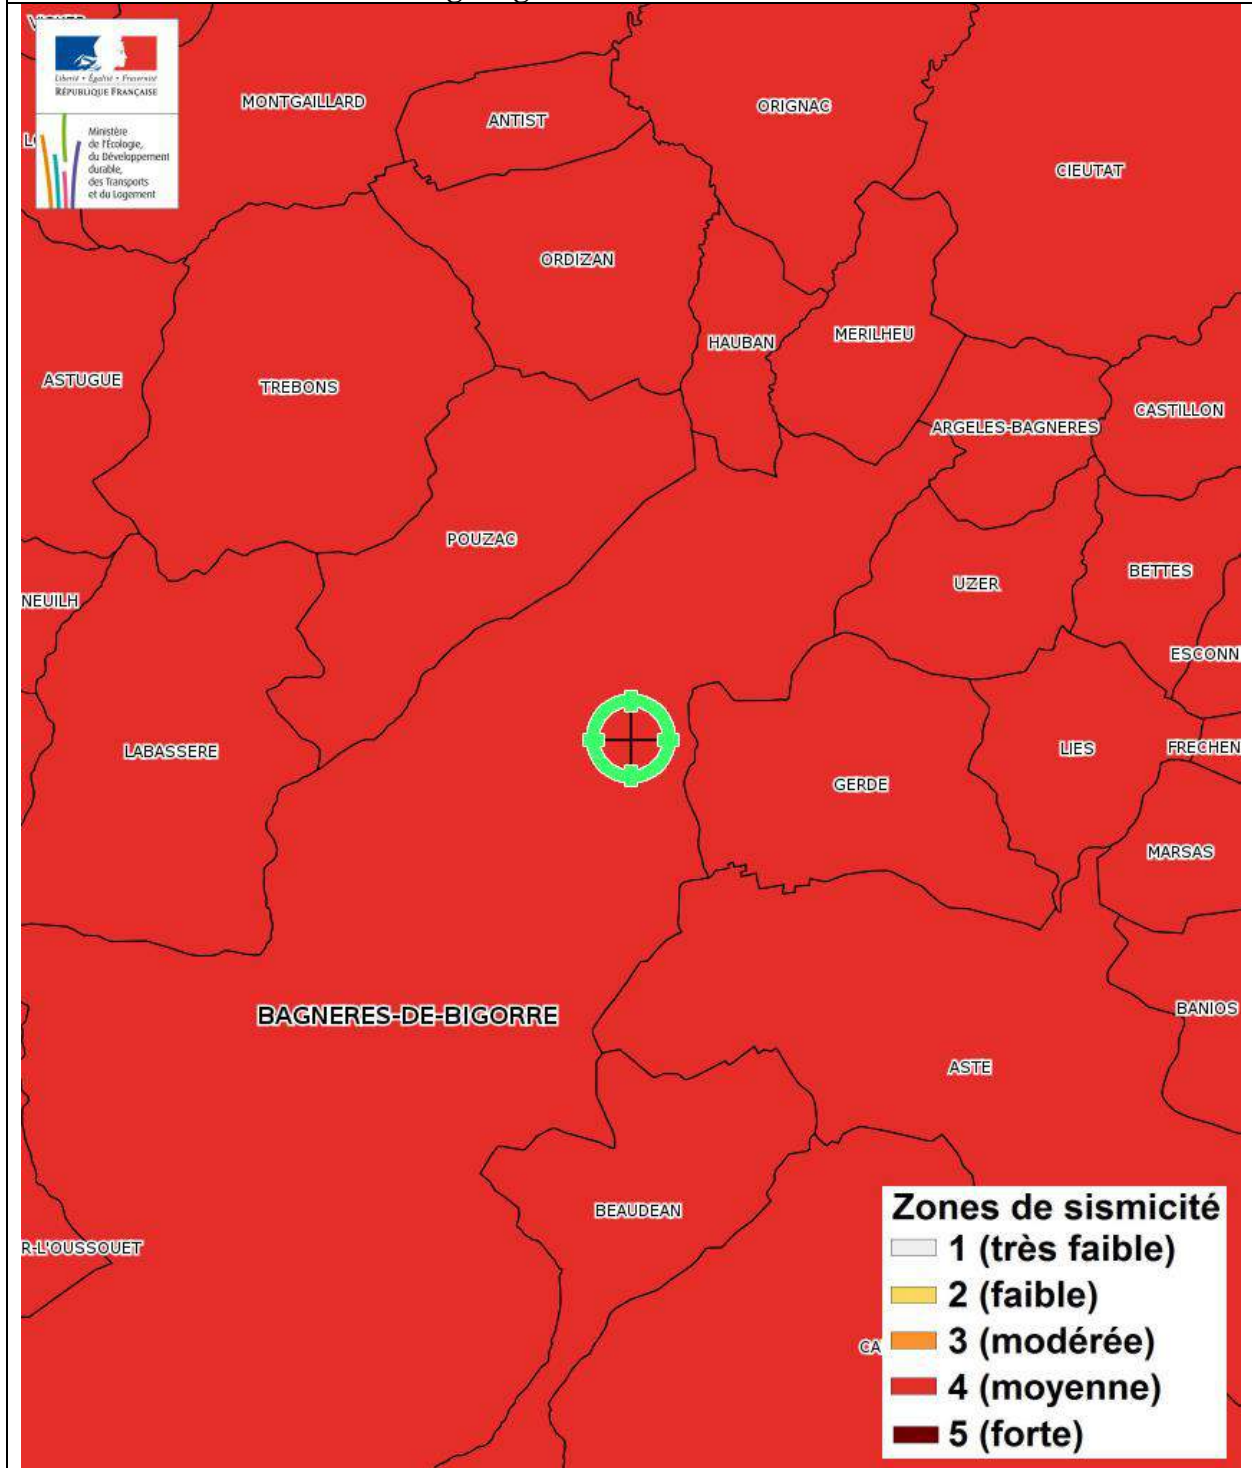 Liberté • Égalité • Fraternité
RÉPUBLIQUE FRANÇAISE
Ministère
de l'Écologie,
du Développement
durable,
des Transports
et du Logement
MONTGAILLARD
ANTIST
ORIGNAC
CIEUTAT
ORDIZAN
HAUBAN
MERILHEU
ASTUGUE
TREBONS
CASTILLON
ARGELES-BAGNERES
POUZAC
BETTES
UZER
NEUILH
ESCONN
LABASSERE
LIES
FRECHEN
GERDE
MARSAS
BANIOS
BAGNERES-DE-BIGORRE
ASTE
BEAUDEAN
R-L'OUSSOUET
CA
Zones de sismicité
1 (très faible)
2 (faible)
3 (modérée)
4 (moyenne)
5 (forte)